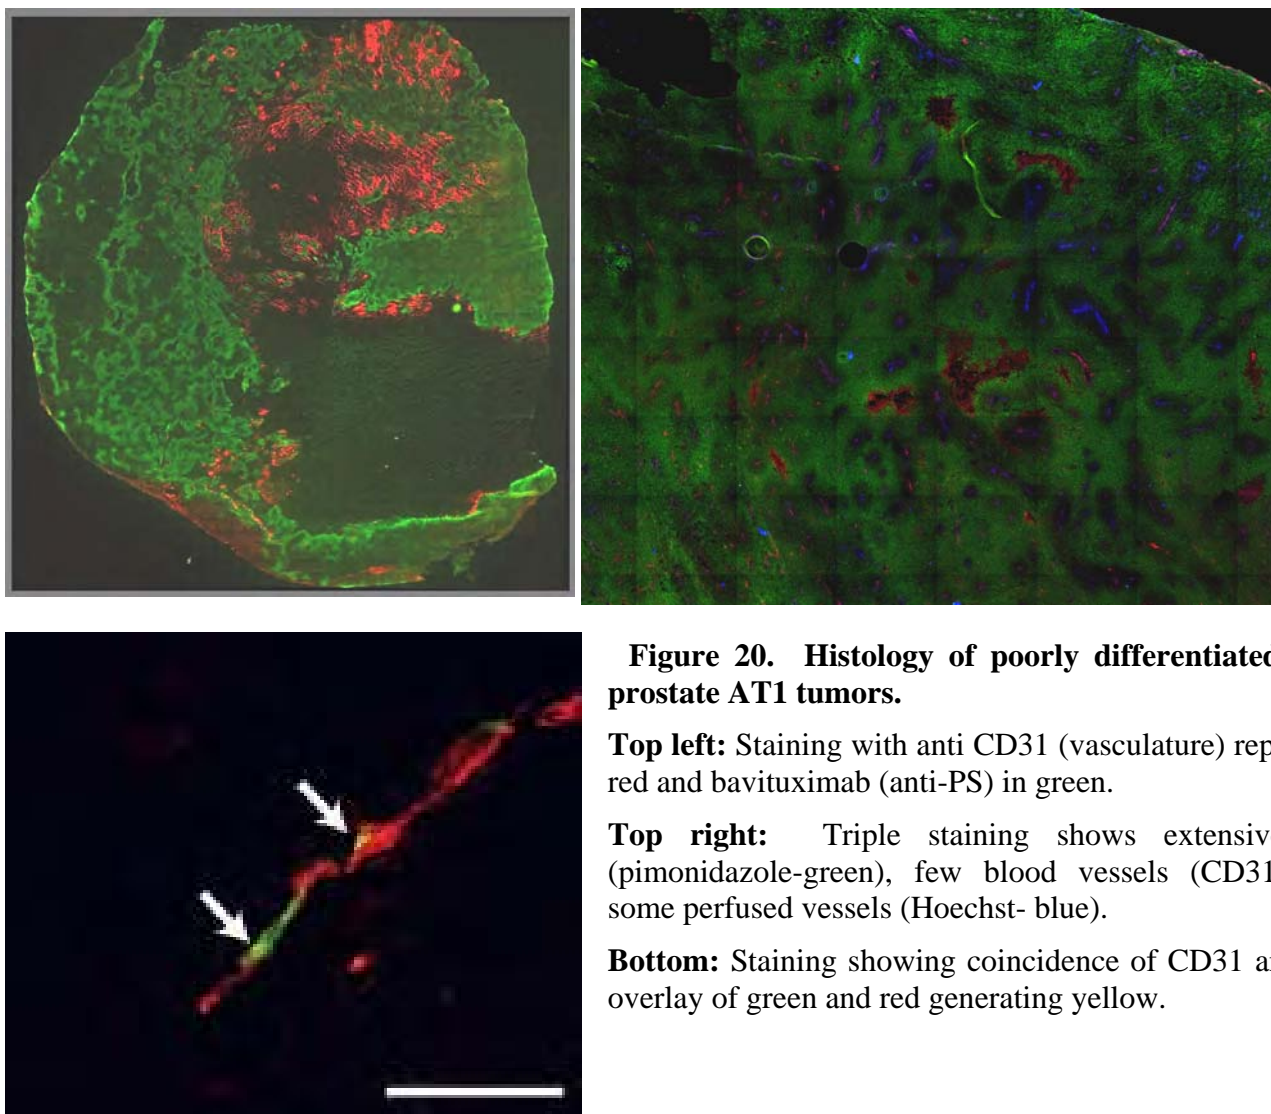 Figure 20. Histology of poorly differentiated
prostate AT1 tumors.
Top left: Staining with anti CD31 (vasculature) rep
red and bavituximab (anti-PS) in green.
Top right: Triple staining shows extensiv
(pimonidazole-green), few blood vessels (CD31
some perfused vessels (Hoechst- blue).
Bottom: Staining showing coincidence of CD31 a
overlay of green and red generating yellow.